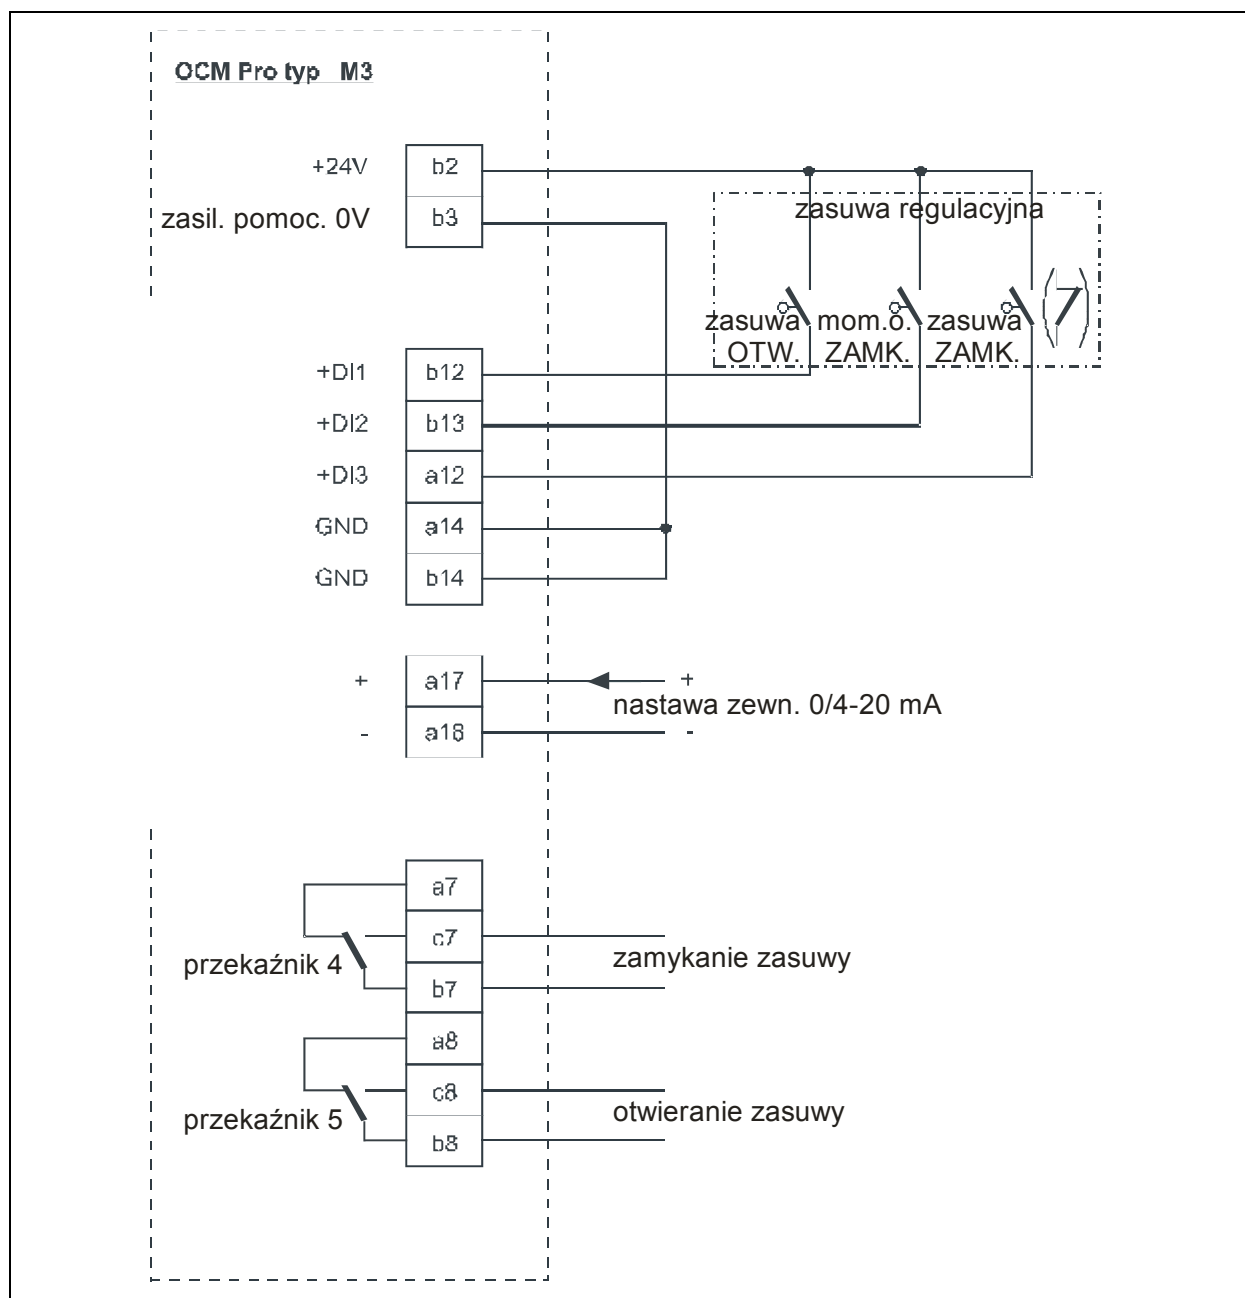 OCM Pro typ M3
+24V b2
zasil. pomoc. 0V b3
zasuwa regulacyjna
zasuwa mom.o. zasuwa
OTW. ZAMK. ZAMK.
+DI1 b12
+DI2 b13
+DI3 a12
GND a14
GND b14
+ a17 +
nastawa zewn. 0/4-20 mA
- a18 -
a7
c7
przekaźnik 4 zamykanie zasuwy
b7
a8
c8
przekaźnik 5 otwieranie zasuwy
b8